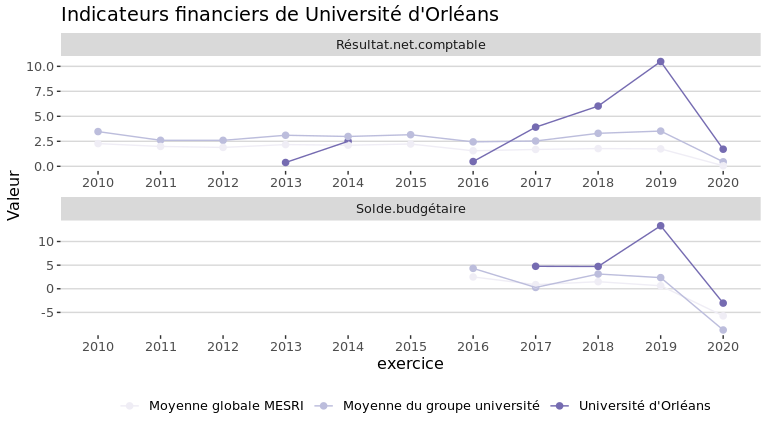 Indicateurs financiers de Université d'Orléans
Résultat.net.comptable
10.0
7.5
5.0
2.5
0.0
2010 2011 2012 2013 2014 2015 2016 2017 2018 2019 2020
Valeur
Solde.budgétaire
10
5
0
-5
2010 2011 2012 2013 2014 2015 2016 2017 2018 2019 2020
exercice
Moyenne globale MESRI Moyenne du groupe université Université d'Orléans